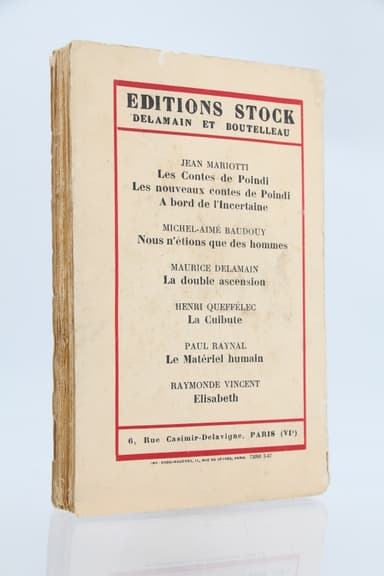 EDITIONS STOCK
DELAMAIN ET BOUTELLEAU
JEAN MARIOTTI
Les Contes de Poindi
Les nouveaux contes de Poindi
A bord de l'Incertaine
MICHEL-AIMÉ BAUDOUY
Nous n'étions que des hommes
MAURICE DELAMAIN
La double ascension
HENRI QUEFFÉLEC
La Culbute
PAUL RAYNAL
Le Matériel humain
RAYMONDE VINCENT
Elisabeth
6, Rue Casimir-Delavigne, PARIS (VIᵉ)
PARIS